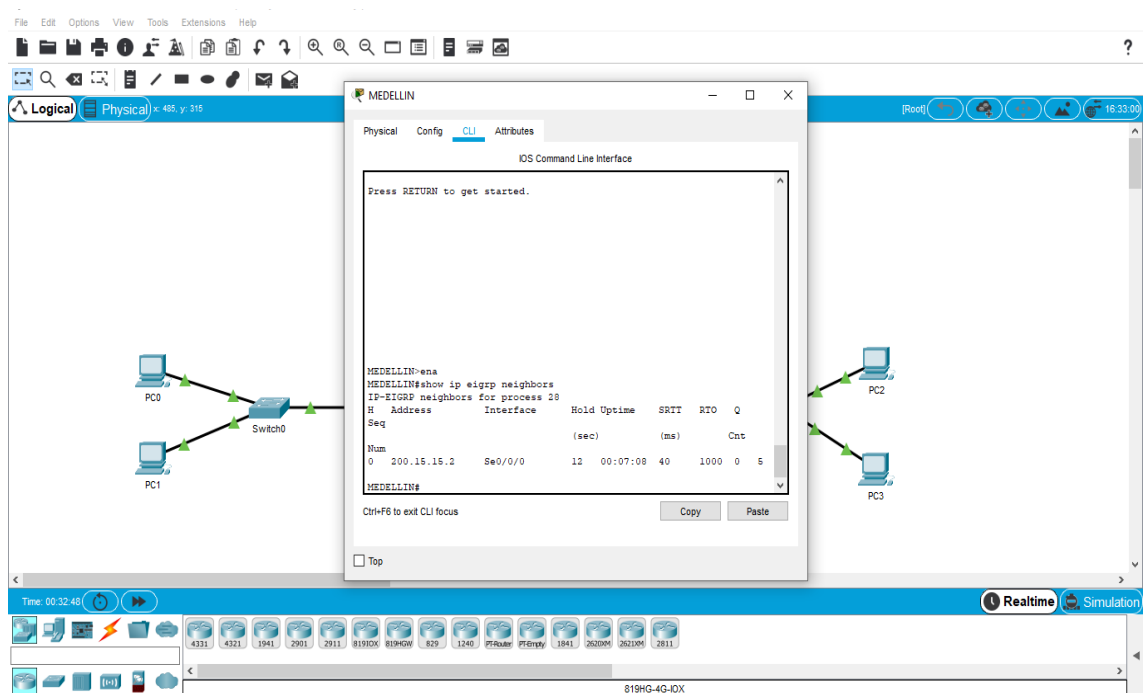 File Edit Options View Tools Extensions Help
?
MEDELLIN
Logical Physical x: 485, y: 315
[Root] 16:33:00
Physical Config CLI Attributes
IOS Command Line Interface
Press RETURN to get started.
MEDELLIN>ena
MEDELLIN#show ip eigrp neighbors
IP-EIGRP neighbors for process 28
H Address Interface Hold Uptime SRTT RTO Q
Seq
(sec) (ms) Cnt
Num
0 200.15.15.2 Se0/0/0 12 00:07:08 40 1000 0 5
MEDELLIN#
PC0
Switch0
PC1
PC2
PC3
Ctrl+F6 to exit CLI focus Copy Paste
Top
Time: 00:32:48 Realtime Simulation
4331 4321 1941 2901 2911 819IOX 819HGW 829 1240 PT-Router PT-Empty 1841 2620XM 2621XM 2811
819HG-4G-IOX